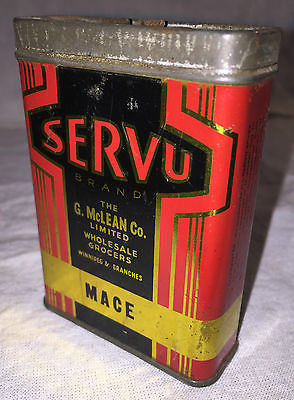 SERVU
BRAND
THE
G. McLEAN Co.
LIMITED
WHOLESALE
GROCERS
WINNIPEG & BRANCHES
MACE